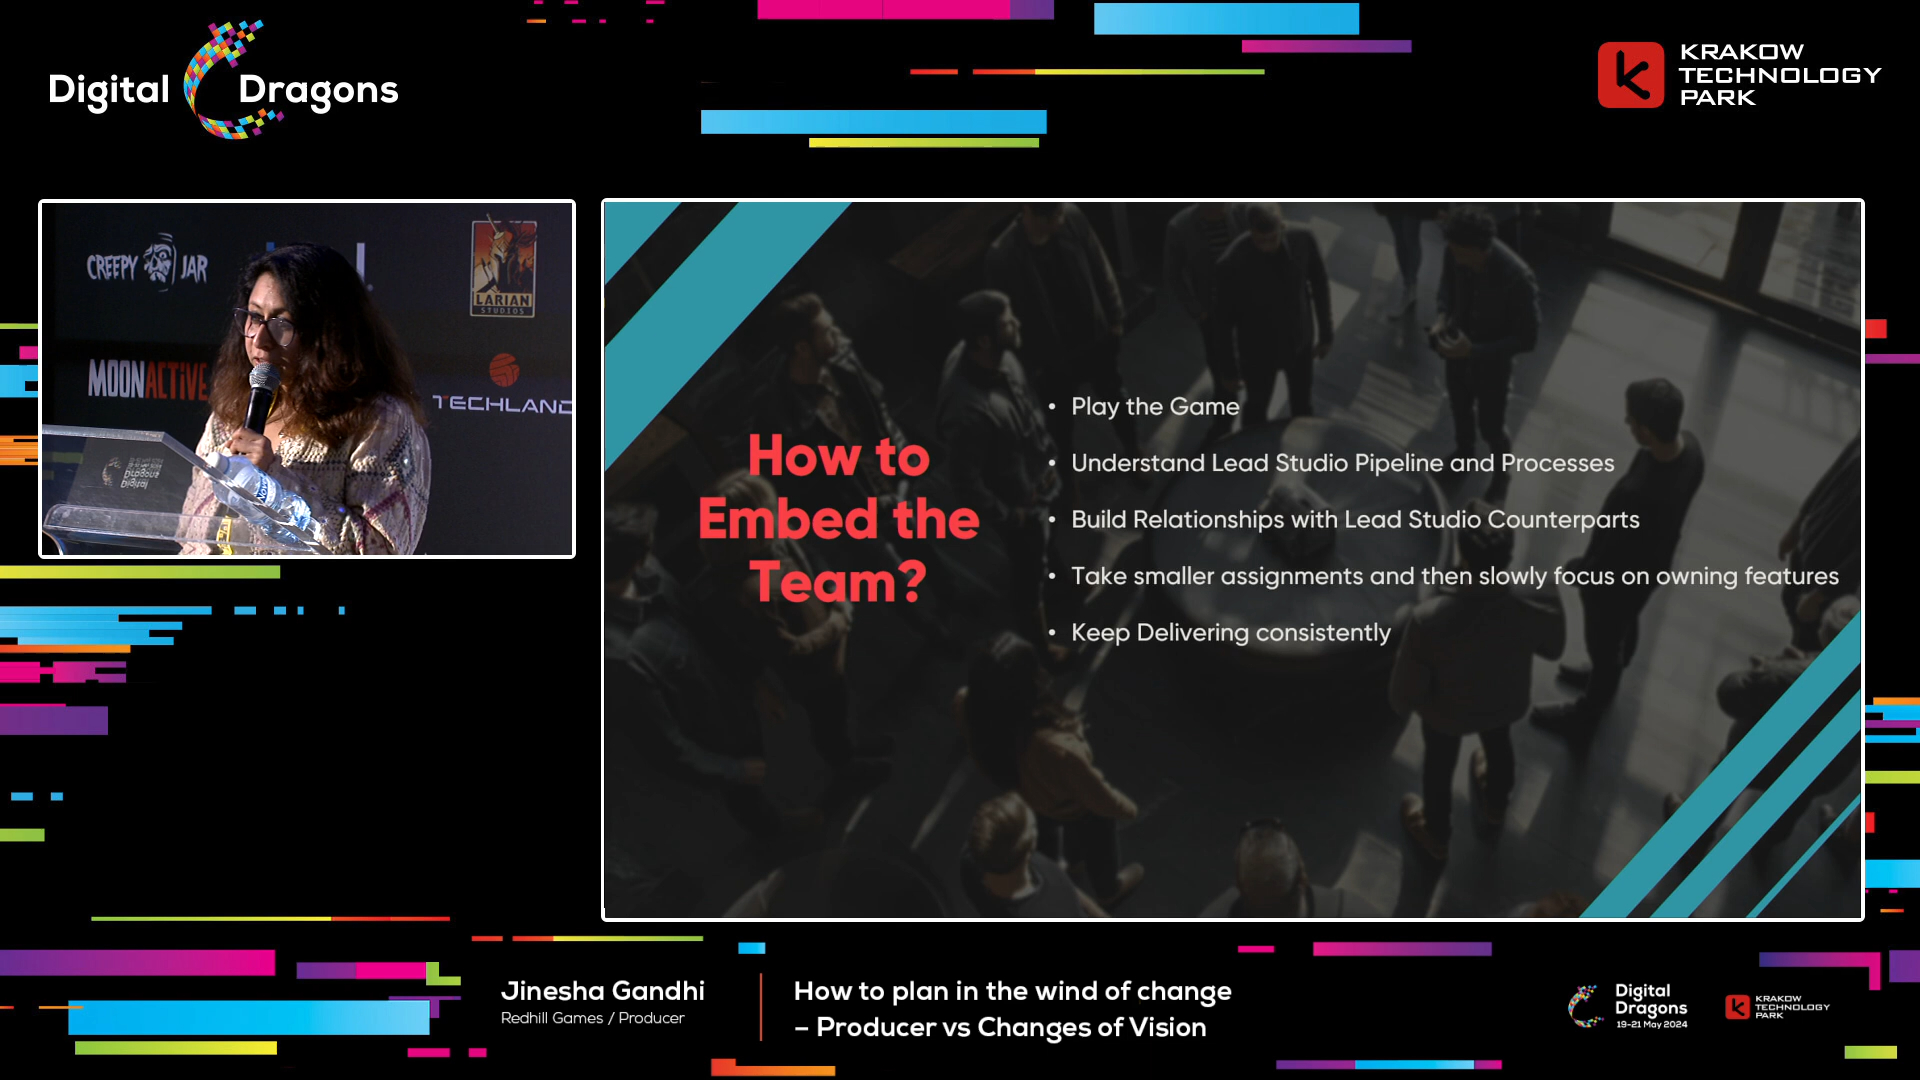 Digital Dragons
KRAKOW
TECHNOLOGY
PARK
CREEPY JAR
LARIAN
STUDIOS
MOONACTIVE
TECHLAND
How to
Embed the
Team?
• Play the Game
• Understand Lead Studio Pipeline and Processes
• Build Relationships with Lead Studio Counterparts
• Take smaller assignments and then slowly focus on owning features
• Keep Delivering consistently
Jinesha Gandhi
Redhill Games / Producer
How to plan in the wind of change
– Producer vs Changes of Vision
Digital
Dragons
19-21 May 2024
KRAKOW
TECHNOLOGY
PARK